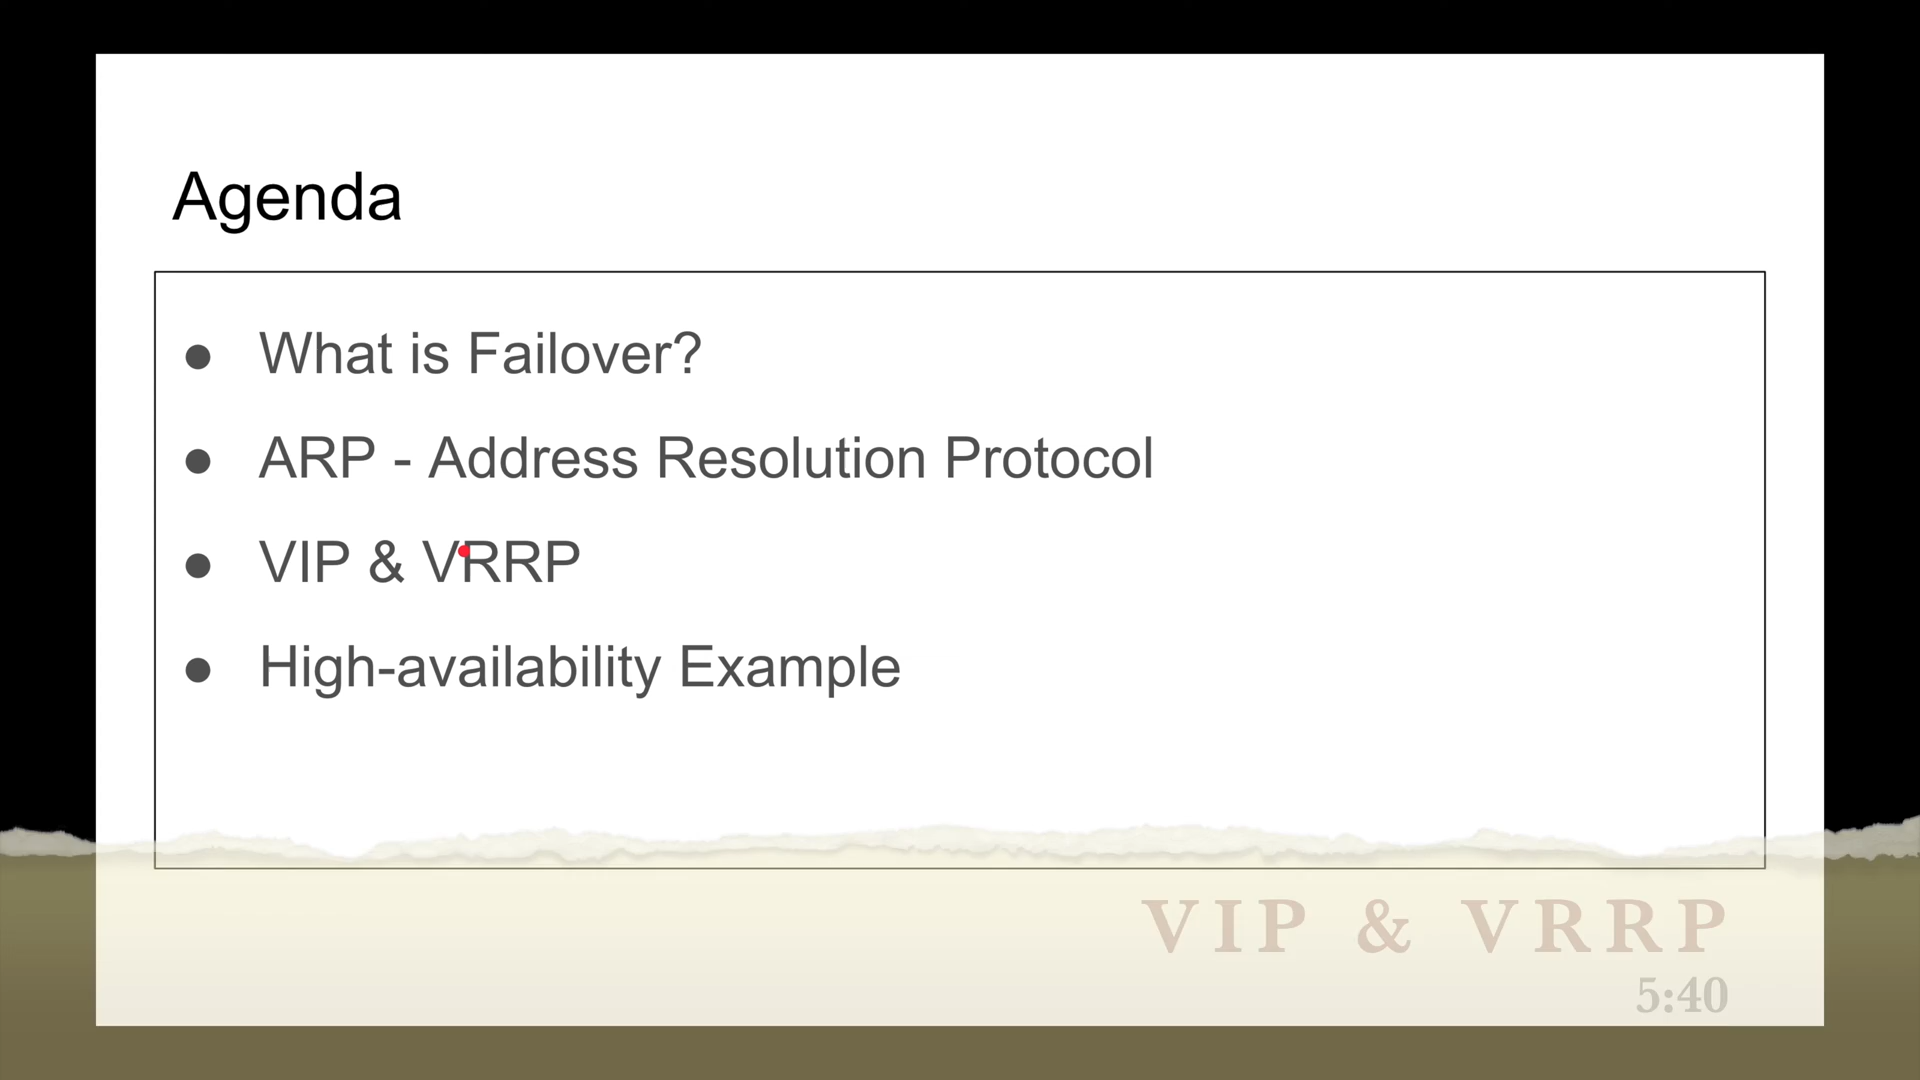 Agenda
● What is Failover?
● ARP - Address Resolution Protocol
● VIP & VRRP
● High-availability Example
VIP & VRRP
5:40